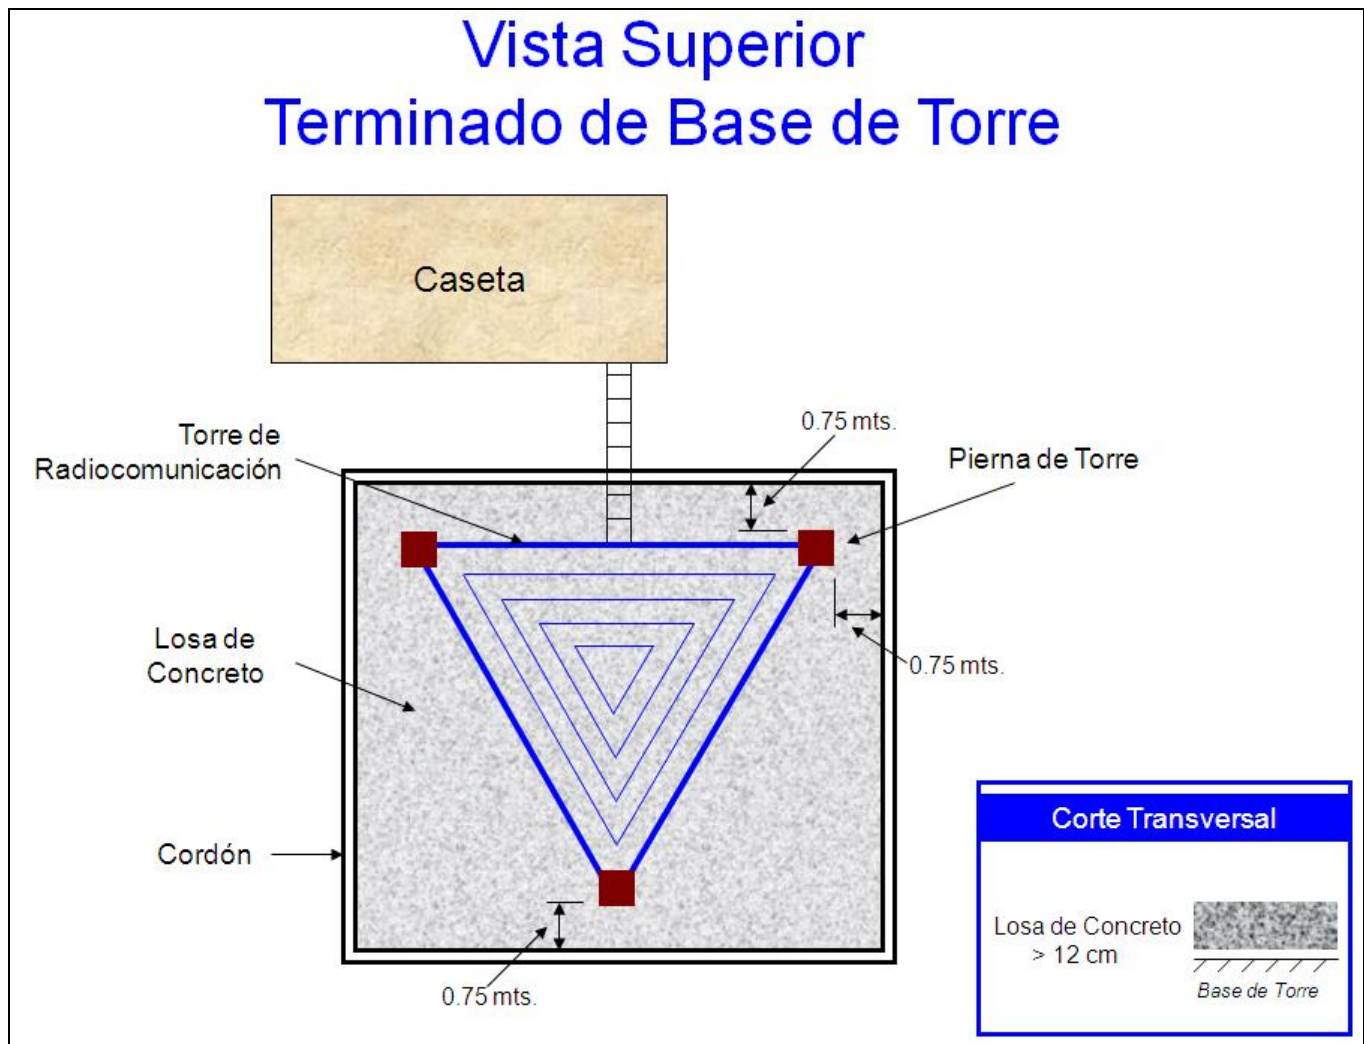 Vista Superior
Terminado de Base de Torre
Caseta
0.75 mts.
Torre de
Radiocomunicación
Pierna de Torre
Losa de
Concreto
0.75 mts.
Cordón
0.75 mts.
Corte Transversal
Losa de Concreto
> 12 cm
Base de Torre